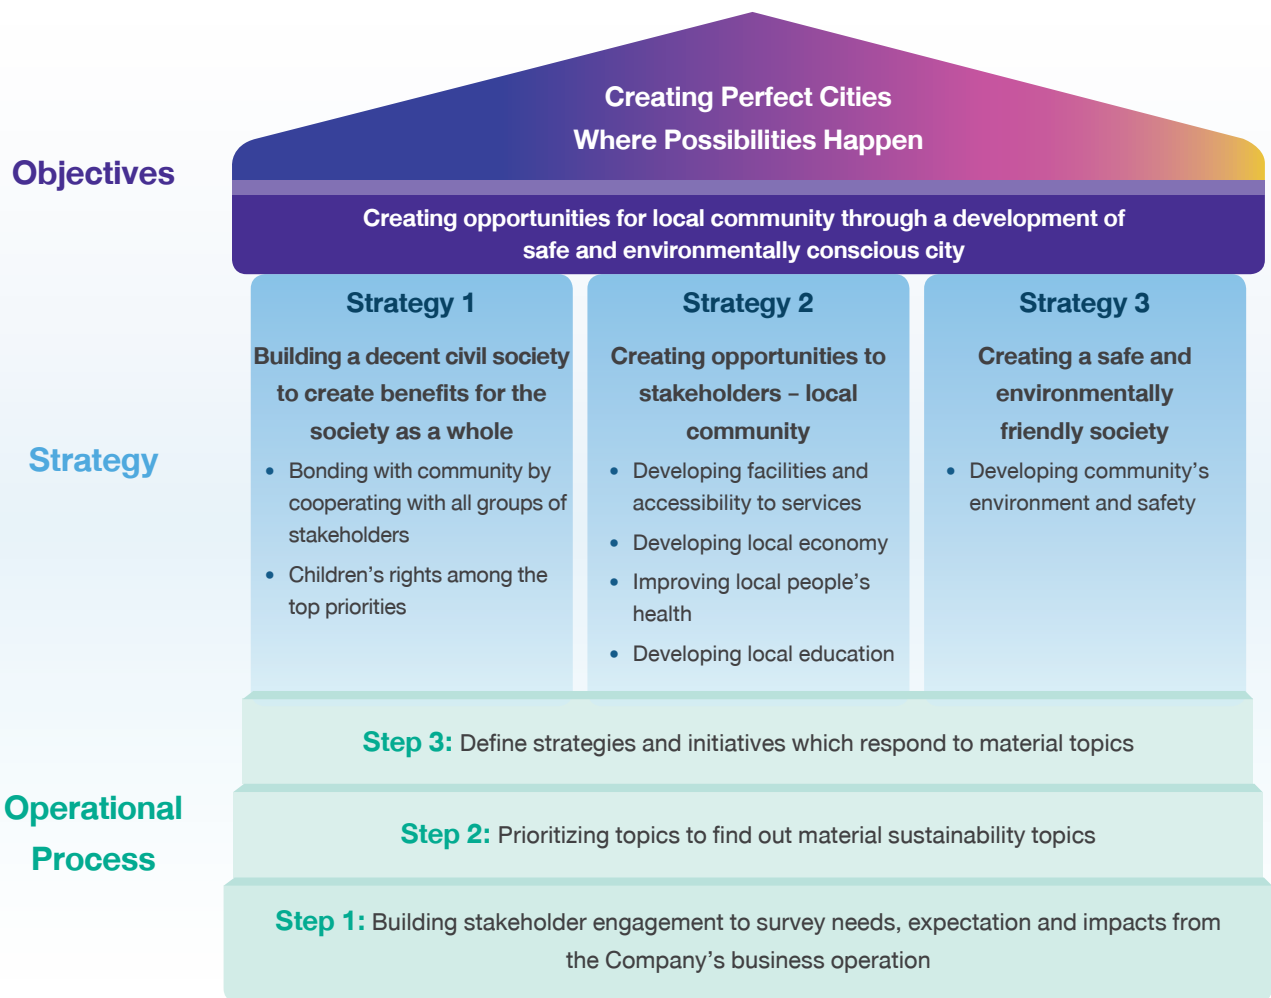 Creating Perfect Cities
Where Possibilities Happen
Objectives
Creating opportunities for local community through a development of
safe and environmentally conscious city
Strategy
Strategy 1
Building a decent civil society
to create benefits for the
society as a whole
• Bonding with community by
cooperating with all groups of
stakeholders
• Children's rights among the
top priorities
Strategy 2
Creating opportunities to
stakeholders – local
community
• Developing facilities and
accessibility to services
• Developing local economy
• Improving local people's
health
• Developing local education
Strategy 3
Creating a safe and
environmentally
friendly society
• Developing community's
environment and safety
Operational
Process
Step 3: Define strategies and initiatives which respond to material topics
Step 2: Prioritizing topics to find out material sustainability topics
Step 1: Building stakeholder engagement to survey needs, expectation and impacts from
the Company's business operation